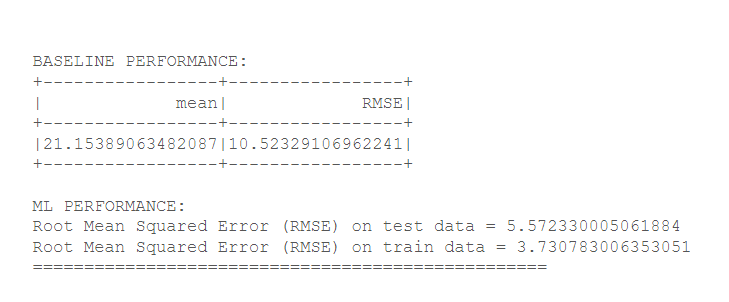 BASELINE PERFORMANCE:
+-----------------+-----------------+
|             mean|             RMSE|
+-----------------+-----------------+
|21.15389063482087|10.52329106962241|
+-----------------+-----------------+
ML PERFORMANCE:
Root Mean Squared Error (RMSE) on test data = 5.572330005061884
Root Mean Squared Error (RMSE) on train data = 3.730783006353051
==================================================